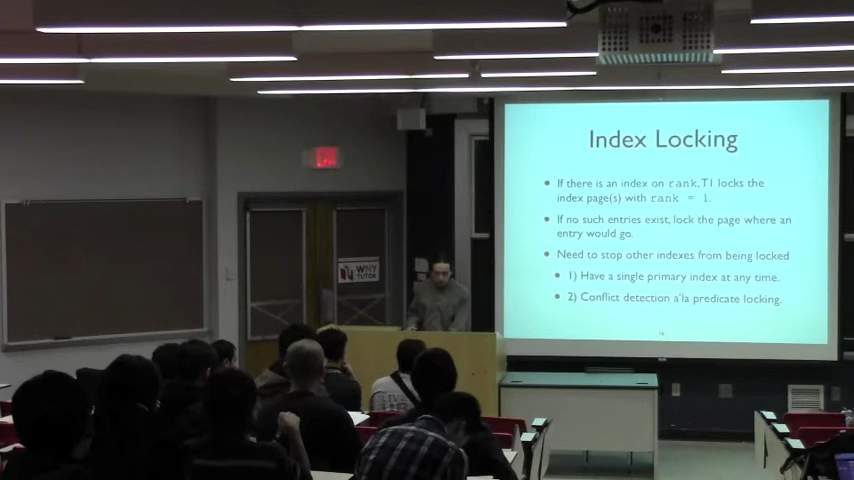 Index Locking
• If there is an index on rank, T1 locks the
index page(s) with rank = 1.
• If no such entries exist, lock the page where an
entry would go.
• Need to stop other indexes from being locked
• 1) Have a single primary index at any time.
• 2) Conflict detection a'la predicate locking.
WNY
TUTOR
LIVE